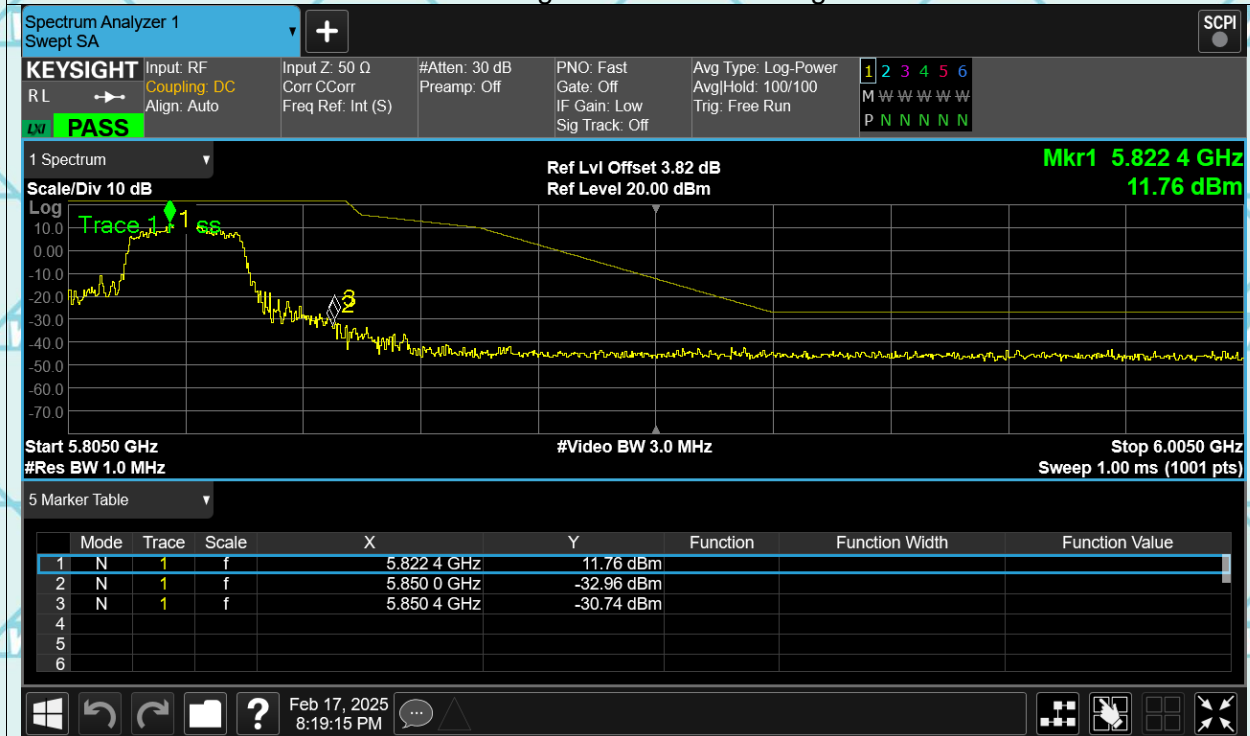 Spectrum Analyzer 1
Swept SA
+
SCPI
KEYSIGHT
RL
LXI PASS
Input: RF
Coupling: DC
Align: Auto
Input Z: 50 Ω
Corr CCorr
Freq Ref: Int (S)
#Atten: 30 dB
Preamp: Off
PNO: Fast
Gate: Off
IF Gain: Low
Sig Track: Off
Avg Type: Log-Power
Avg|Hold: 100/100
Trig: Free Run
1 2 3 4 5 6
M W W W W W
P N N N N N
1 Spectrum
Scale/Div 10 dB
Ref Lvl Offset 3.82 dB
Ref Level 20.00 dBm
Mkr1 5.822 4 GHz
11.76 dBm
Log
Trace 1 ss
1
10.0
0.00
-10.0
-20.0
-30.0
-40.0
-50.0
-60.0
-70.0
3
2
Start 5.8050 GHz
#Video BW 3.0 MHz
Stop 6.0050 GHz
#Res BW 1.0 MHz
Sweep 1.00 ms (1001 pts)
5 Marker Table
Mode Trace Scale X Y Function Function Width Function Value
1 N 1 f 5.822 4 GHz 11.76 dBm
2 N 1 f 5.850 0 GHz -32.96 dBm
3 N 1 f 5.850 4 GHz -30.74 dBm
4
5
6
?
Feb 17, 2025
8:19:15 PM